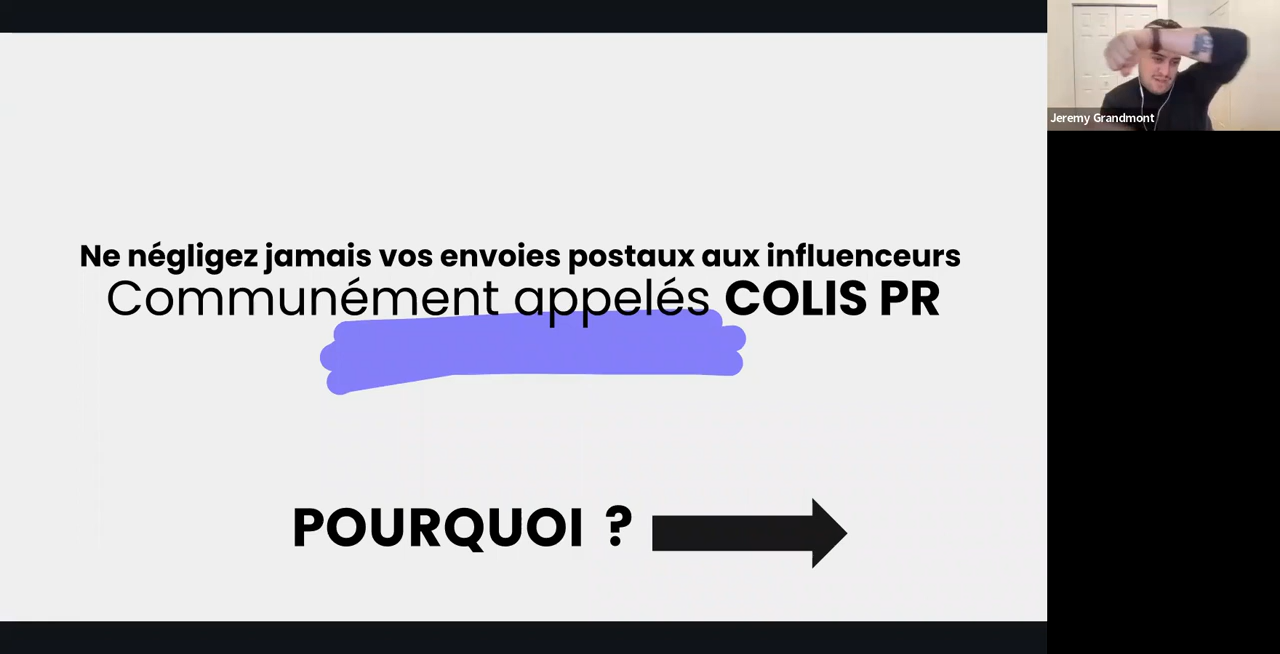 Ne négligez jamais vos envoies postaux aux influenceurs
Communément appelés COLIS PR
POURQUOI ?
Jeremy Grandmont